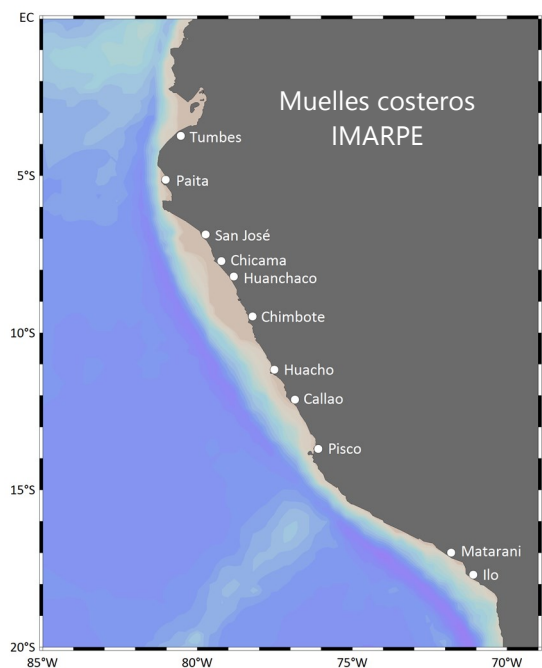 EC
Muelles costeros
IMARPE
Tumbes
5°S
Paita
San José
Chicama
Huanchaco
Chimbote
10°S
Huacho
Callao
Pisco
15°S
Matarani
Ilo
20°S
85°W
80°W
75°W
70°W